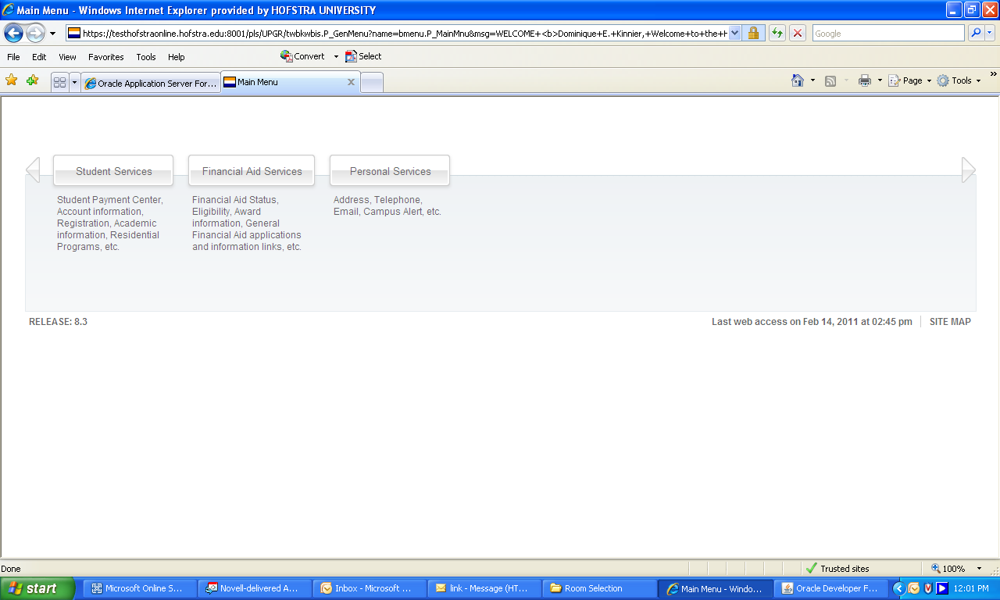 Main Menu - Windows Internet Explorer provided by HOFSTRA UNIVERSITY
https://testhofstraonline.hofstra.edu:8001/pls/UPGR/twbkwbis.P_GenMenu?name=bmenu.P_MainMnu&msg=WELCOME+<b>Dominique+E.+Kinnier,+Welcome+to+the+H
Google
File Edit View Favorites Tools Help
Convert Select
Oracle Application Server For... Main Menu
Page Tools
Student Services
Financial Aid Services
Personal Services
Student Payment Center,
Account information,
Registration, Academic
information, Residential
Programs, etc.
Financial Aid Status,
Eligibility, Award
information, General
Financial Aid applications
and information links, etc.
Address, Telephone,
Email, Campus Alert, etc.
RELEASE: 8.3
Last web access on Feb 14, 2011 at 02:45 pm
SITE MAP
Done
Trusted sites
100%
start
Microsoft Online S...
Novell-delivered A...
Inbox - Microsoft ...
link - Message (HT...
Room Selection
Main Menu - Windo...
Oracle Developer F...
12:01 PM